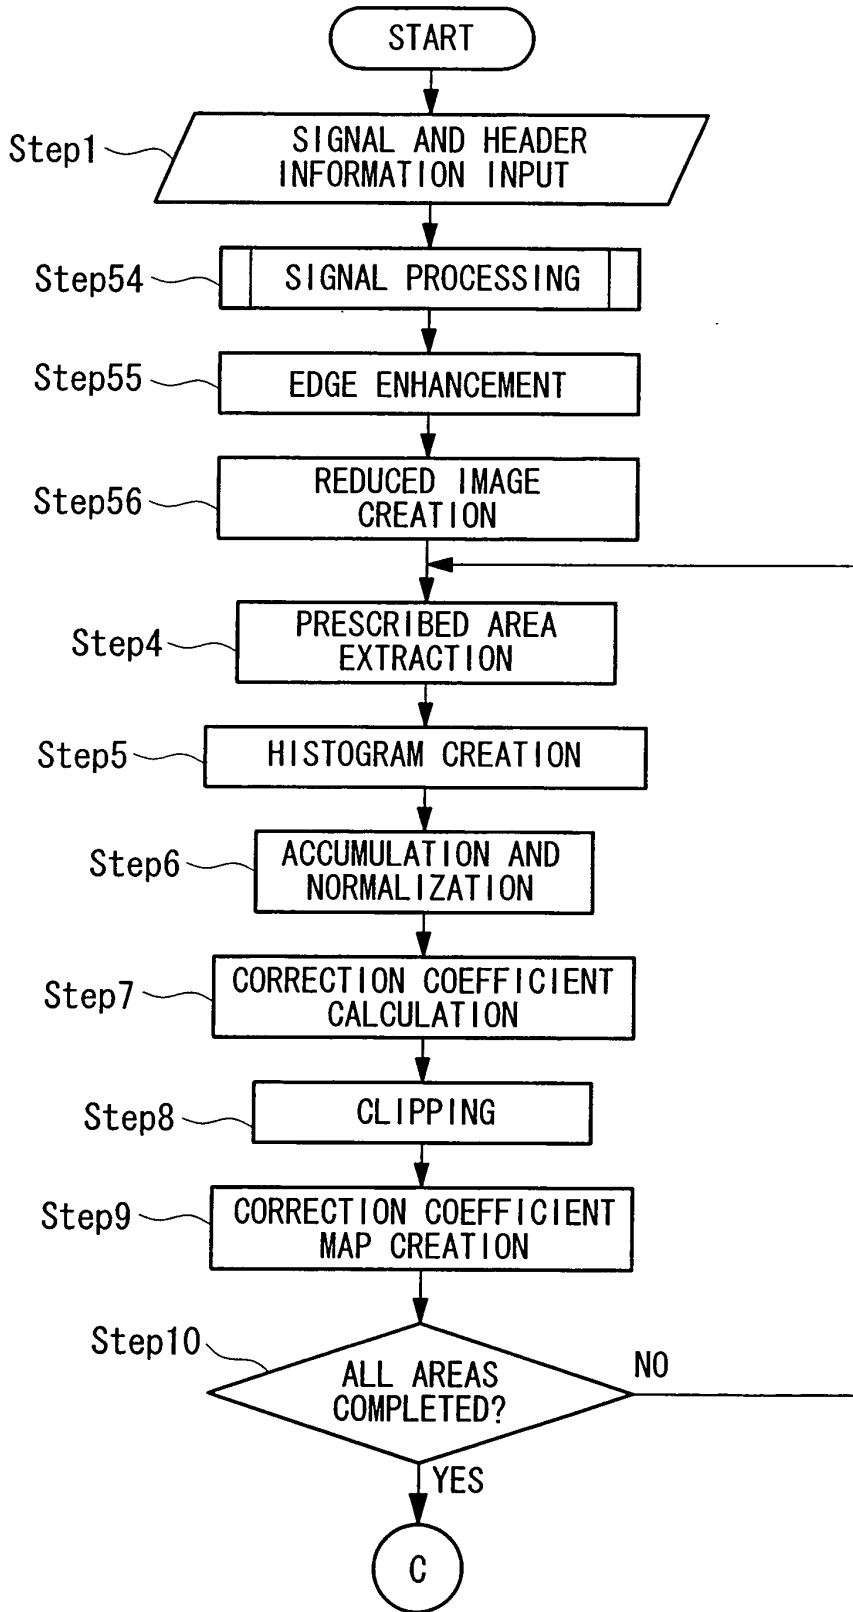 START
Step1
SIGNAL AND HEADER
INFORMATION INPUT
Step54
SIGNAL PROCESSING
Step55
EDGE ENHANCEMENT
Step56
REDUCED IMAGE
CREATION
Step4
PRESCRIBED AREA
EXTRACTION
Step5
HISTOGRAM CREATION
Step6
ACCUMULATION AND
NORMALIZATION
Step7
CORRECTION COEFFICIENT
CALCULATION
Step8
CLIPPING
Step9
CORRECTION COEFFICIENT
MAP CREATION
Step10
ALL AREAS
COMPLETED?
NO
YES
C